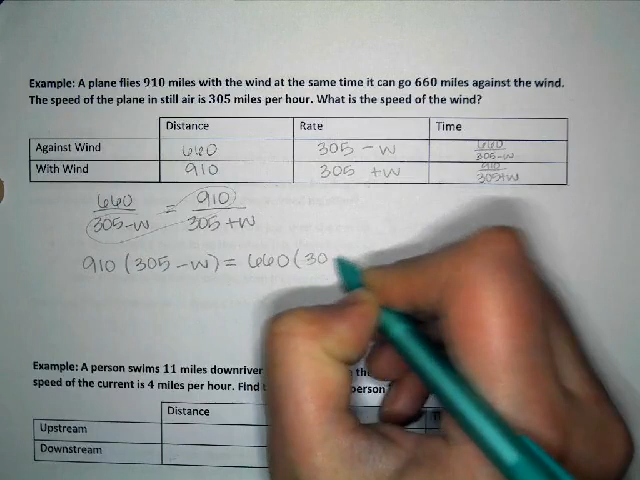 Example: A plane flies 910 miles with the wind at the same time it can go 660 miles against the wind.
The speed of the plane in still air is 305 miles per hour. What is the speed of the wind?
Distance Rate Time
Against Wind 660 305 - w 660/305-w
With Wind 910 305 + w 910/305+w
660/305-w = 910/305+w
910(305-w) = 660(30
Example: A person swims 11 miles downriver th
speed of the current is 4 miles per hour. Find person
Distance
Upstream
Downstream